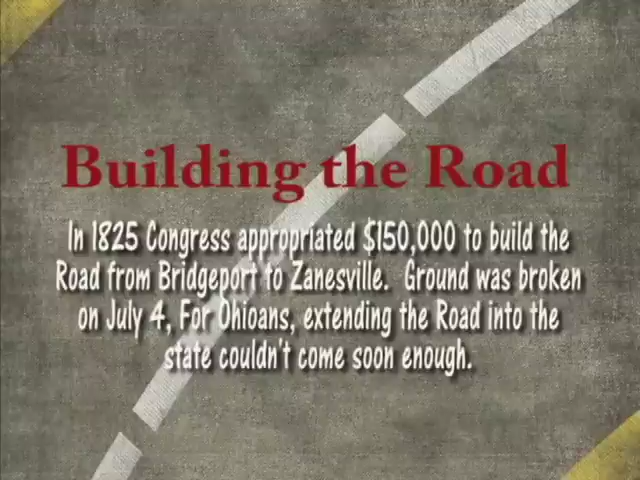 Building the Road
In 1825 Congress appropriated $150,000 to build the
Road from Bridgeport to Zanesville.  Ground was broken
on July 4, For Ohioans, extending the Road into the
state couldn't come soon enough.